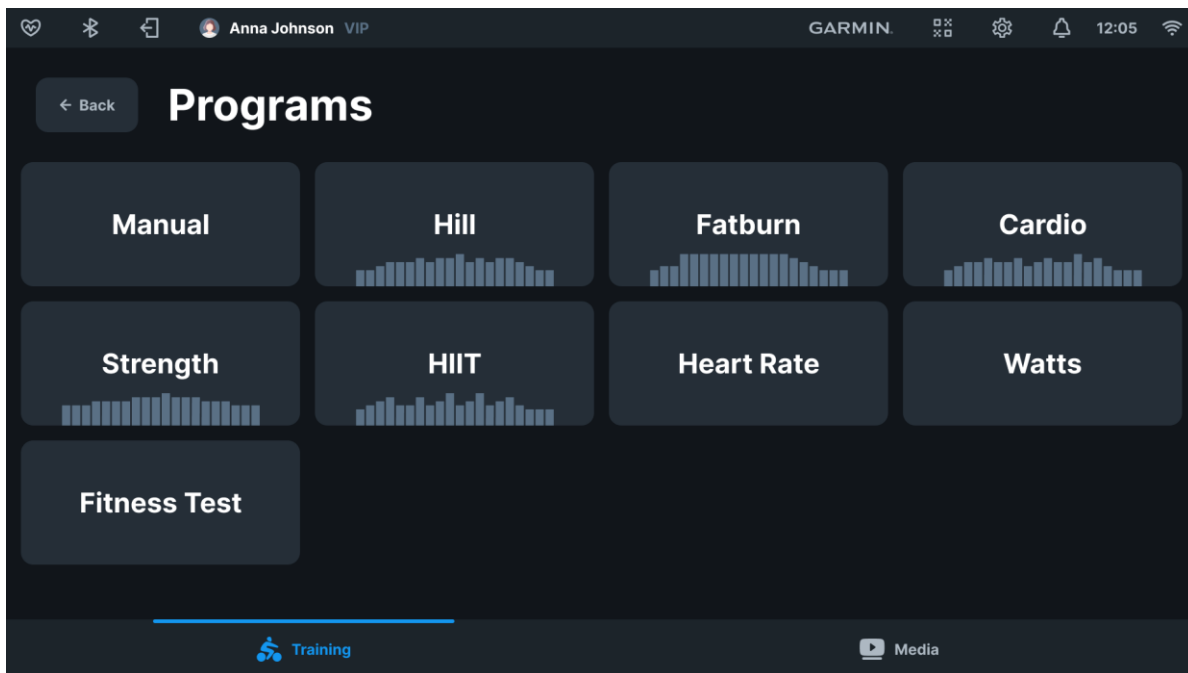 Anna Johnson VIP GARMIN. 12:05
← Back Programs
Manual Hill Fatburn Cardio
Strength HIIT Heart Rate Watts
Fitness Test
Training Media